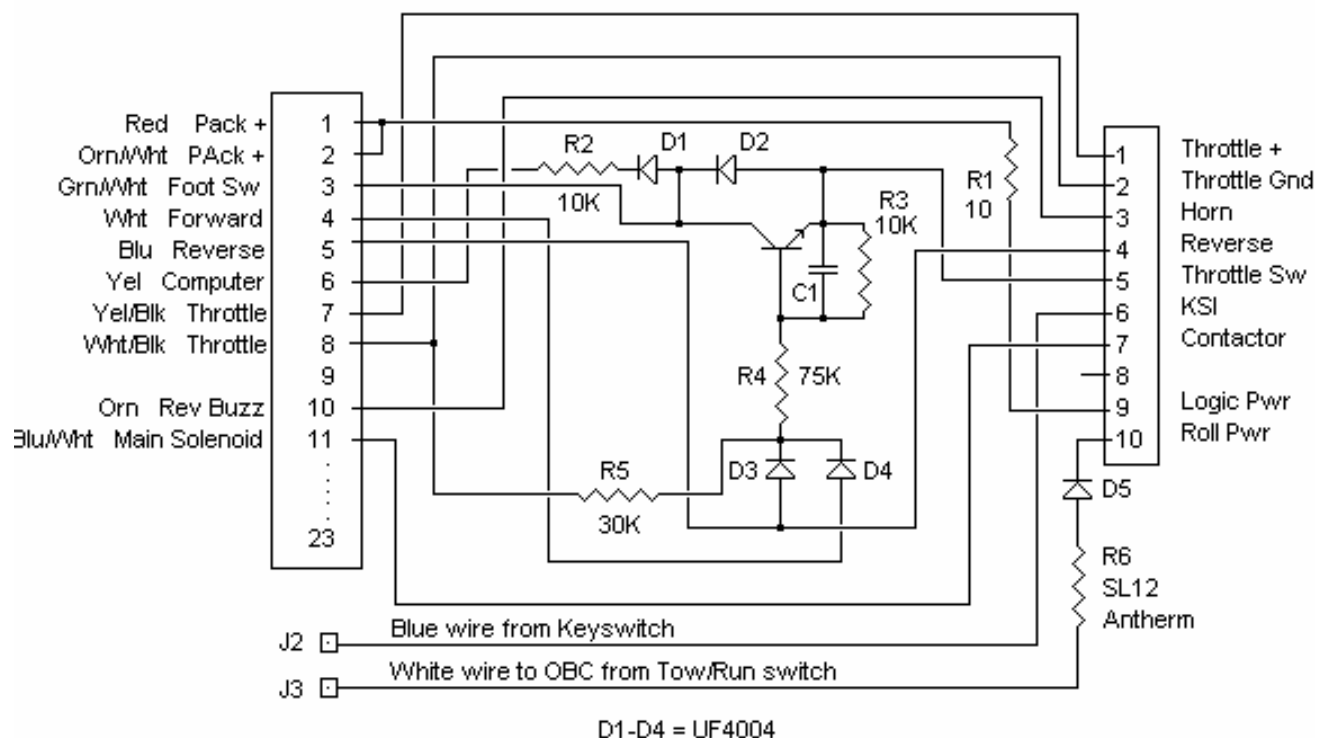 Red Pack + 1
Orn/Wht PAck + 2
Grn/Wht Foot Sw 3
Wht Forward 4
Blu Reverse 5
Yel Computer 6
Yel/Blk Throttle 7
Wht/Blk Throttle 8
9
Orn Rev Buzz 10
Blu/Wht Main Solenoid 11
23
R2
10K
D1
D2
R3
10K
C1
R4
75K
D3
D4
R5
30K
R1
10
1 Throttle +
2 Throttle Gnd
3 Horn
4 Reverse
5 Throttle Sw
6 KSI
7 Contactor
8
9 Logic Pwr
10 Roll Pwr
D5
R6
SL12
Antherm
J2 Blue wire from Keyswitch
J3 White wire to OBC from Tow/Run switch
D1-D4 = UF4004